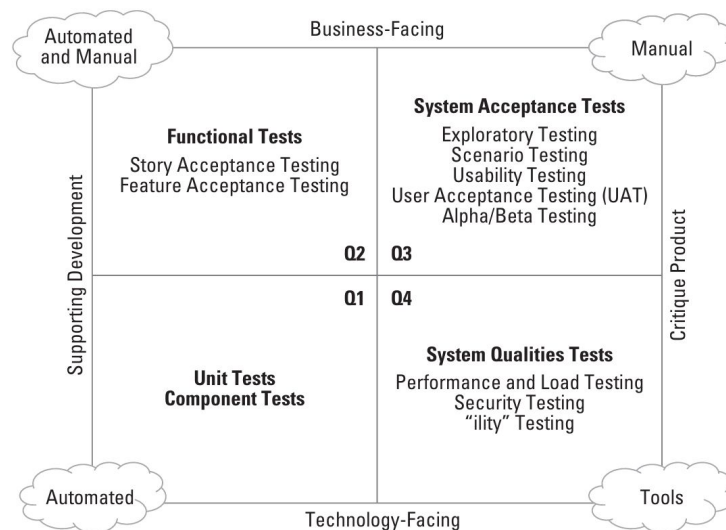 Automated
and Manual
Business-Facing
Manual
Functional Tests
Story Acceptance Testing
Feature Acceptance Testing
System Acceptance Tests
Exploratory Testing
Scenario Testing
Usability Testing
User Acceptance Testing (UAT)
Alpha/Beta Testing
Supporting Development
Critique Product
Q2
Q3
Q1
Q4
Unit Tests
Component Tests
System Qualities Tests
Performance and Load Testing
Security Testing
“ility” Testing
Automated
Technology-Facing
Tools